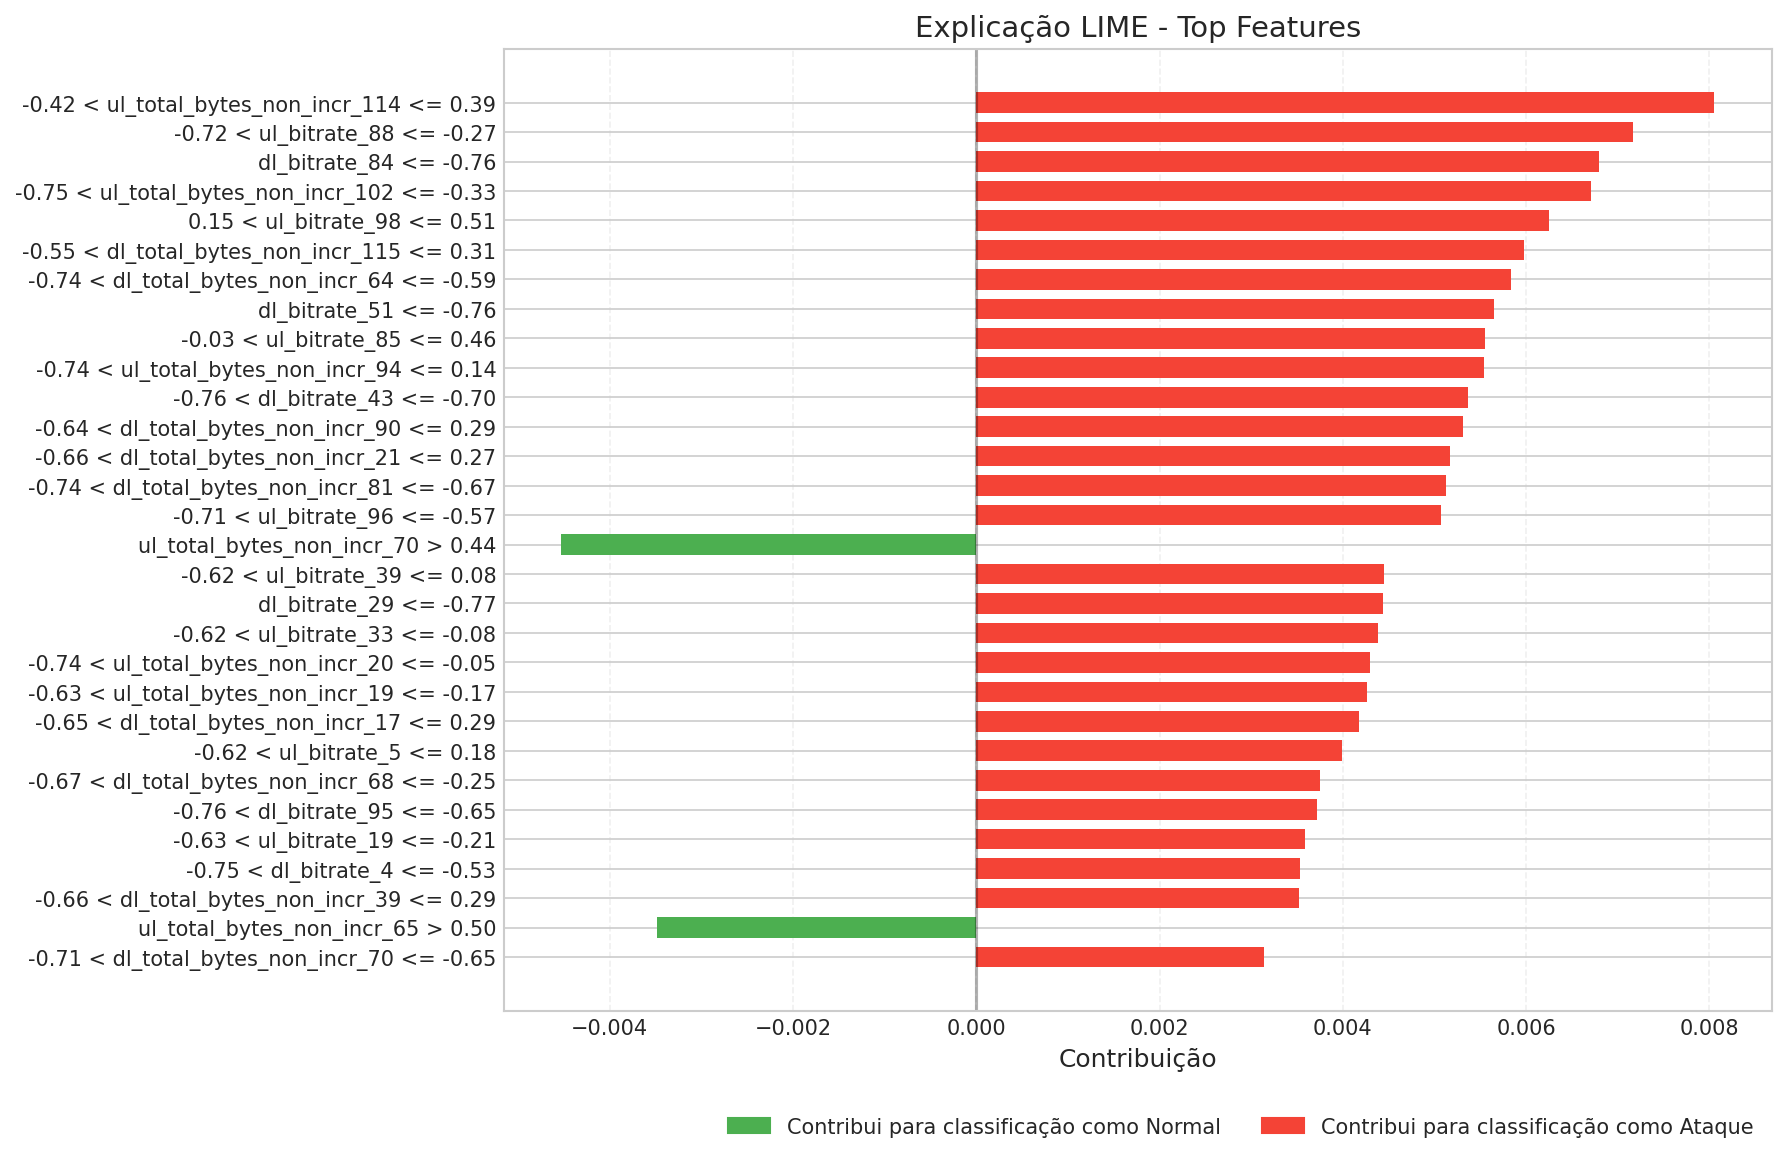 Explicação LIME - Top Features
-0.42 < ul_total_bytes_non_incr_114 <= 0.39
-0.72 < ul_bitrate_88 <= -0.27
dl_bitrate_84 <= -0.76
-0.75 < ul_total_bytes_non_incr_102 <= -0.33
0.15 < ul_bitrate_98 <= 0.51
-0.55 < dl_total_bytes_non_incr_115 <= 0.31
-0.74 < dl_total_bytes_non_incr_64 <= -0.59
dl_bitrate_51 <= -0.76
-0.03 < ul_bitrate_85 <= 0.46
-0.74 < ul_total_bytes_non_incr_94 <= 0.14
-0.76 < dl_bitrate_43 <= -0.70
-0.64 < dl_total_bytes_non_incr_90 <= 0.29
-0.66 < dl_total_bytes_non_incr_21 <= 0.27
-0.74 < dl_total_bytes_non_incr_81 <= -0.67
-0.71 < ul_bitrate_96 <= -0.57
ul_total_bytes_non_incr_70 > 0.44
-0.62 < ul_bitrate_39 <= 0.08
dl_bitrate_29 <= -0.77
-0.62 < ul_bitrate_33 <= -0.08
-0.74 < ul_total_bytes_non_incr_20 <= -0.05
-0.63 < ul_total_bytes_non_incr_19 <= -0.17
-0.65 < dl_total_bytes_non_incr_17 <= 0.29
-0.62 < ul_bitrate_5 <= 0.18
-0.67 < dl_total_bytes_non_incr_68 <= -0.25
-0.76 < dl_bitrate_95 <= -0.65
-0.63 < ul_bitrate_19 <= -0.21
-0.75 < dl_bitrate_4 <= -0.53
-0.66 < dl_total_bytes_non_incr_39 <= 0.29
ul_total_bytes_non_incr_65 > 0.50
-0.71 < dl_total_bytes_non_incr_70 <= -0.65
−0.004 −0.002 0.000 0.002 0.004 0.006 0.008
Contribuição
Contribui para classificação como Normal Contribui para classificação como Ataque